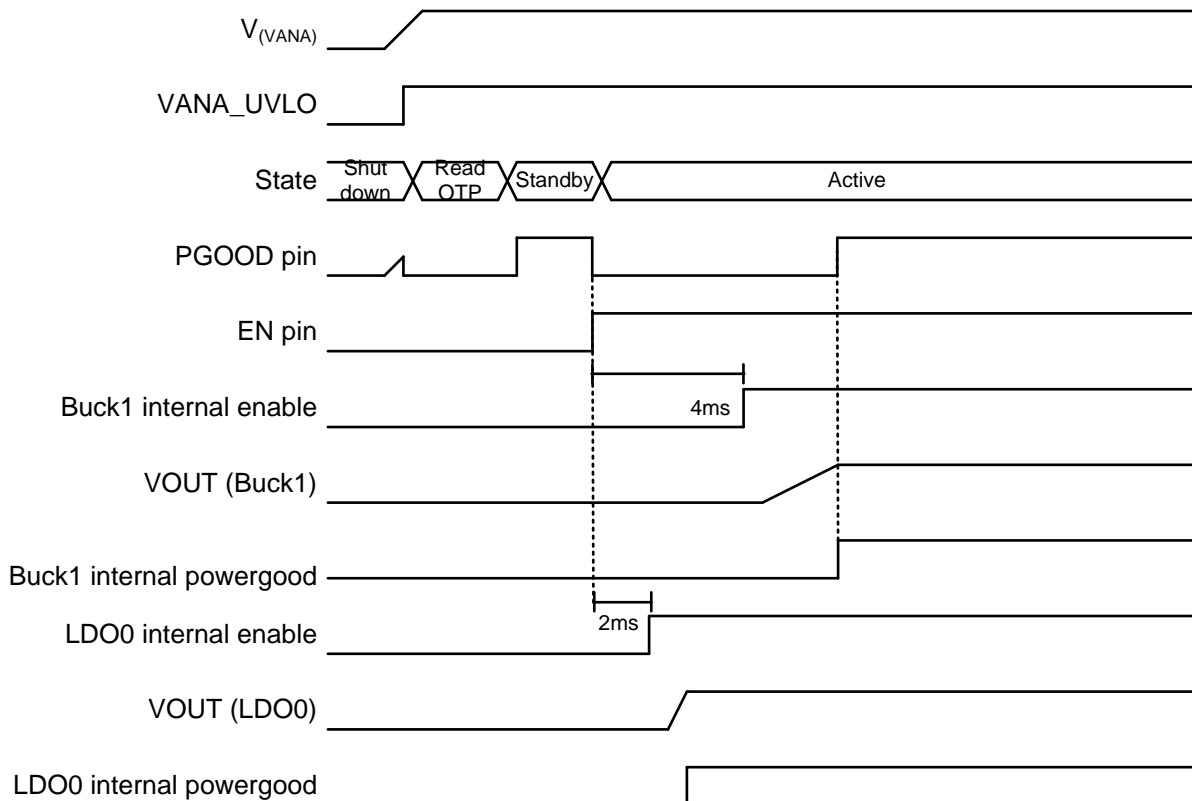 V(VANA)
VANA_UVLO
State
Shut
down
Read
OTP
Standby
Active
PGOOD pin
EN pin
Buck1 internal enable
4ms
VOUT (Buck1)
Buck1 internal powergood
2ms
LDO0 internal enable
VOUT (LDO0)
LDO0 internal powergood